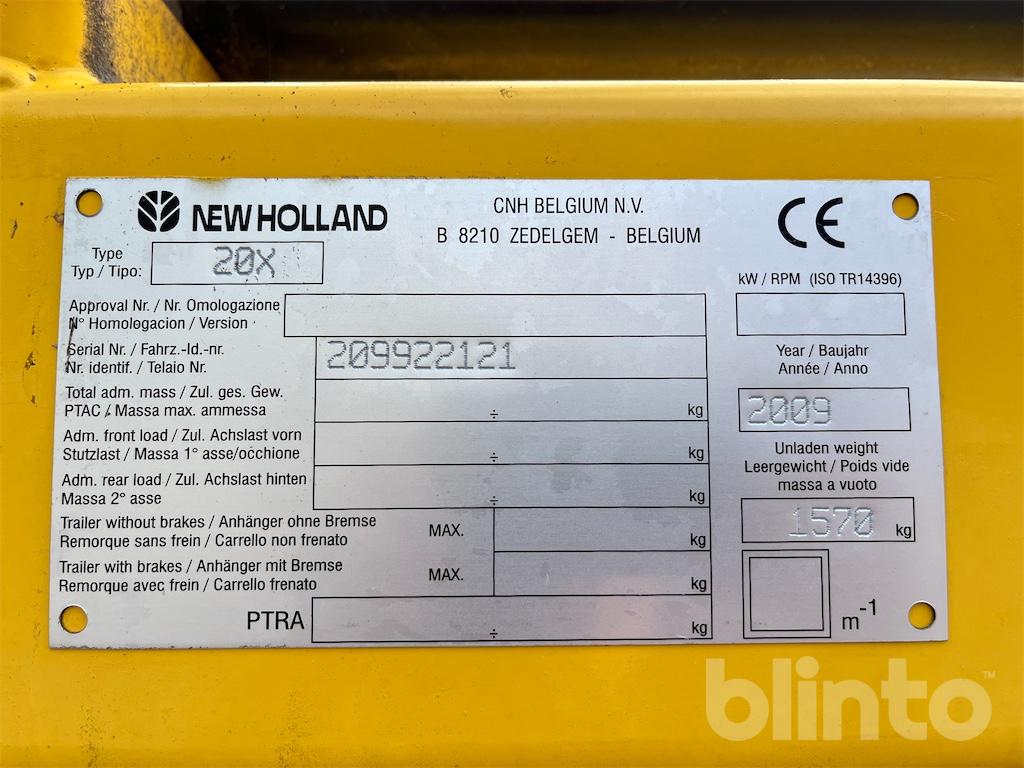 NEW HOLLAND
CNH BELGIUM N.V.
B 8210 ZEDELGEM - BELGIUM
CE
Type
Typ / Tipo:
20X
kW / RPM (ISO TR14396)
Approval Nr. / Nr. Omologazione
N° Homologacion / Version
Serial Nr. / Fahrz.-Id.-nr.
Nr. identif. / Telaio Nr.
209922121
Year / Baujahr
Année / Anno
2009
Total adm. mass / Zul. ges. Gew.
PTAC / Massa max. ammessa
÷ kg
Adm. front load / Zul. Achslast vorn
Stutzlast / Massa 1° asse/occhione
÷ kg
Unladen weight
Leergewicht / Poids vide
massa a vuoto
1570 kg
Adm. rear load / Zul. Achslast hinten
Massa 2° asse
÷ kg
Trailer without brakes / Anhänger ohne Bremse
Remorque sans frein / Carrello non frenato
MAX. kg
Trailer with brakes / Anhänger mit Bremse
Remorque avec frein / Carrello frenato
MAX. kg
PTRA ÷ kg
m-1
blinto™